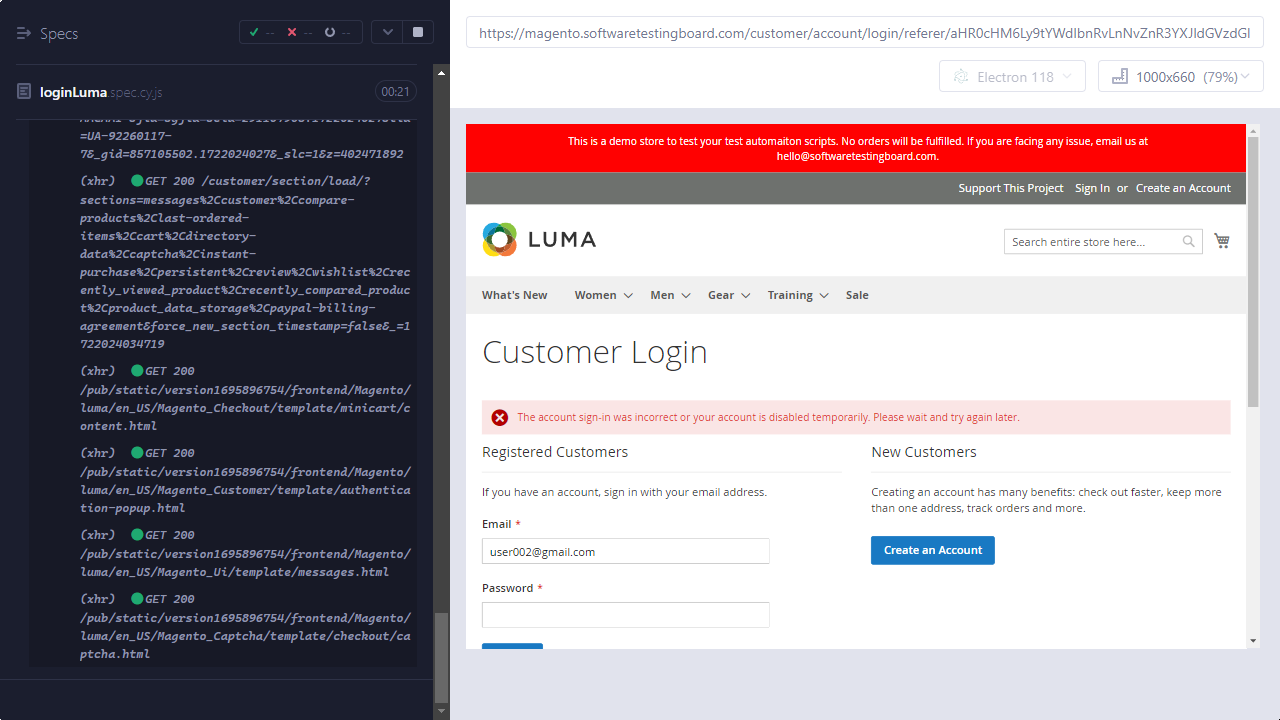 Specs
-- -- --
loginLuma.spec.cy.js
00:21
=UA-92260117-
7&_gid=857105502.1722024027&_slc=1&z=402471892
(xhr) GET 200 /customer/section/load/?
sections=messages%2Ccustomer%2Ccompare-
products%2Clast-ordered-
items%2Ccart%2Cdirectory-
data%2Ccaptcha%2Cinstant-
purchase%2Cpersistent%2Creview%2Cwishlist%2Crec
ently_viewed_product%2Crecently_compared_produc
t%2Cproduct_data_storage%2Cpaypal-billing-
agreement&force_new_section_timestamp=false&_=1
722024034719
(xhr) GET 200
/pub/static/version1695896754/frontend/Magento/
luma/en_US/Magento_Checkout/template/minicart/c
ontent.html
(xhr) GET 200
/pub/static/version1695896754/frontend/Magento/
luma/en_US/Magento_Customer/template/authentica
tion-popup.html
(xhr) GET 200
/pub/static/version1695896754/frontend/Magento/
luma/en_US/Magento_Ui/template/messages.html
(xhr) GET 200
/pub/static/version1695896754/frontend/Magento/
luma/en_US/Magento_Captcha/template/checkout/ca
ptcha.html
https://magento.softwaretestingboard.com/customer/account/login/referer/
Electron 118
1000x660 (79%)
This is a demo store to test your test automaiton scripts. No orders will be fulfilled. If you are facing any issue, email us at
hello@softwaretestingboard.com.
Support This Project Sign In or Create an Account
LUMA
Search entire store here...
What's New Women Men Gear Training Sale
Customer Login
The account sign-in was incorrect or your account is disabled temporarily. Please wait and try again later.
Registered Customers
If you have an account, sign in with your email address.
Email *
user002@gmail.com
Password *
New Customers
Creating an account has many benefits: check out faster, keep more
than one address, track orders and more.
Create an Account